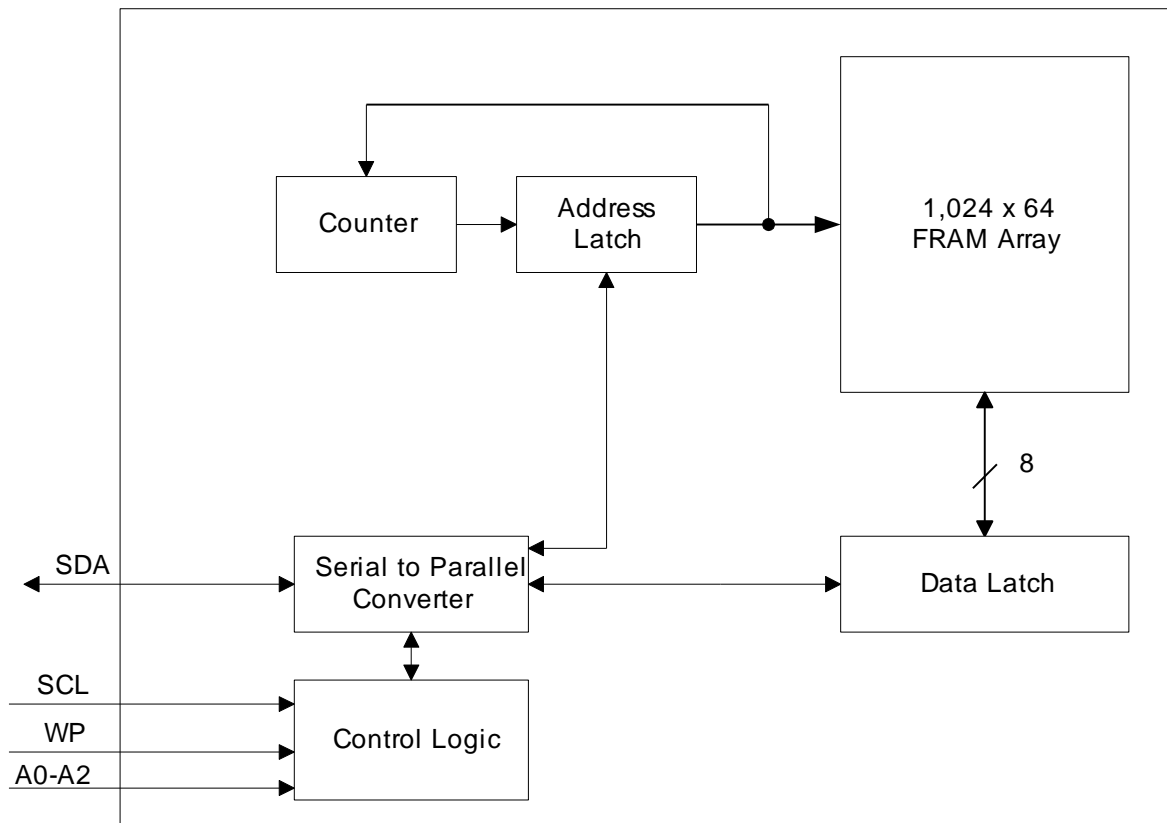 Counter
Address
Latch
1,024 x 64
FRAM Array
8
SDA
Serial to Parallel
Converter
Data Latch
SCL
WP
A0-A2
Control Logic